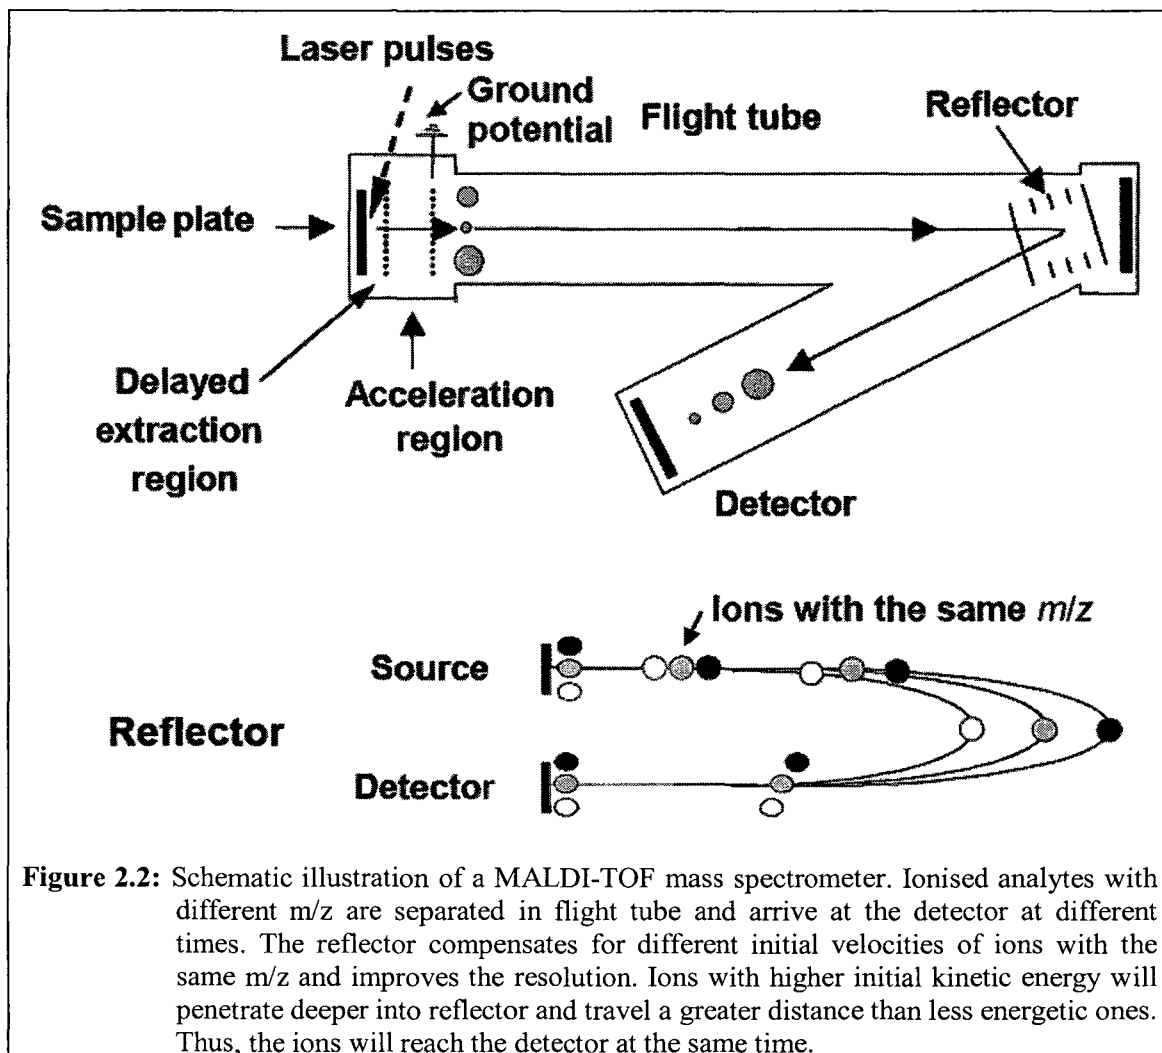 Laser pulses
Ground
potential
Flight tube
Reflector
Sample plate
Delayed
extraction
region
Acceleration
region
Detector
Ions with the same m/z
Source
Reflector
Detector
Figure 2.2: Schematic illustration of a MALDI-TOF mass spectrometer. Ionised analytes with
different m/z are separated in flight tube and arrive at the detector at different
times. The reflector compensates for different initial velocities of ions with the
same m/z and improves the resolution. Ions with higher initial kinetic energy will
penetrate deeper into reflector and travel a greater distance than less energetic ones.
Thus, the ions will reach the detector at the same time.